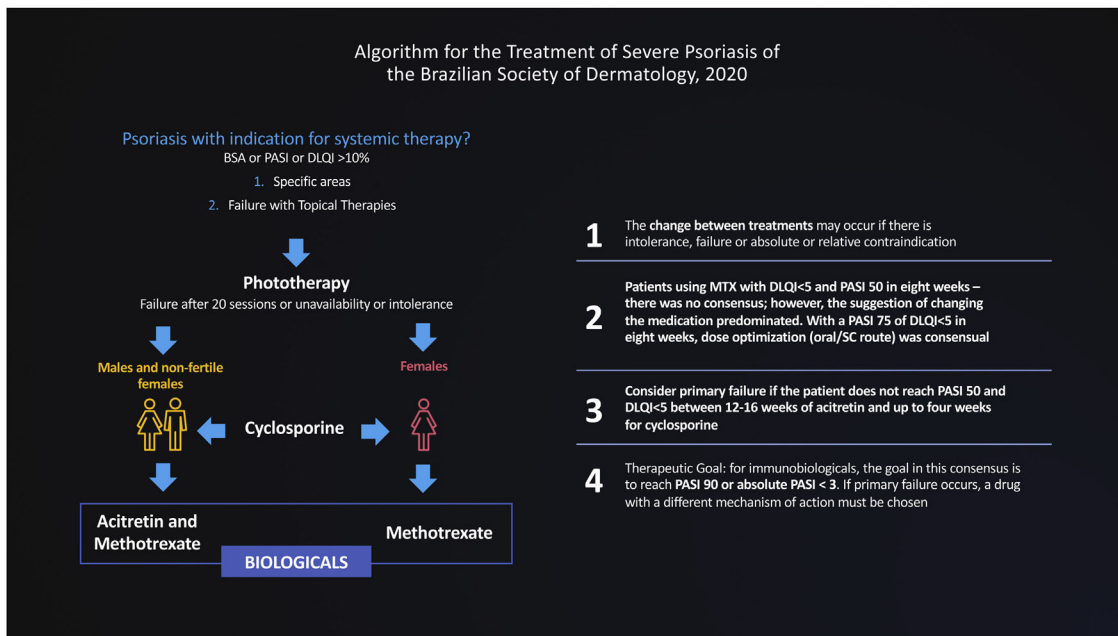 Algorithm for the Treatment of Severe Psoriasis of
the Brazilian Society of Dermatology, 2020
Psoriasis with indication for systemic therapy?
BSA or PASI or DLQI >10%
1. Specific areas
2. Failure with Topical Therapies
Phototherapy
Failure after 20 sessions or unavailability or intolerance
Males and non-fertile
females
Females
Cyclosporine
Acitretin and
Methotrexate
Methotrexate
BIOLOGICALS
1
The change between treatments may occur if there is
intolerance, failure or absolute or relative contraindication
2
Patients using MTX with DLQI<5 and PASI 50 in eight weeks –
there was no consensus; however, the suggestion of changing
the medication predominated. With a PASI 75 of DLQI<5 in
eight weeks, dose optimization (oral/SC route) was consensual
3
Consider primary failure if the patient does not reach PASI 50 and
DLQI<5 between 12-16 weeks of acitretin and up to four weeks
for cyclosporine
4
Therapeutic Goal: for immunobiologicals, the goal in this consensus is
to reach PASI 90 or absolute PASI < 3. If primary failure occurs, a drug
with a different mechanism of action must be chosen